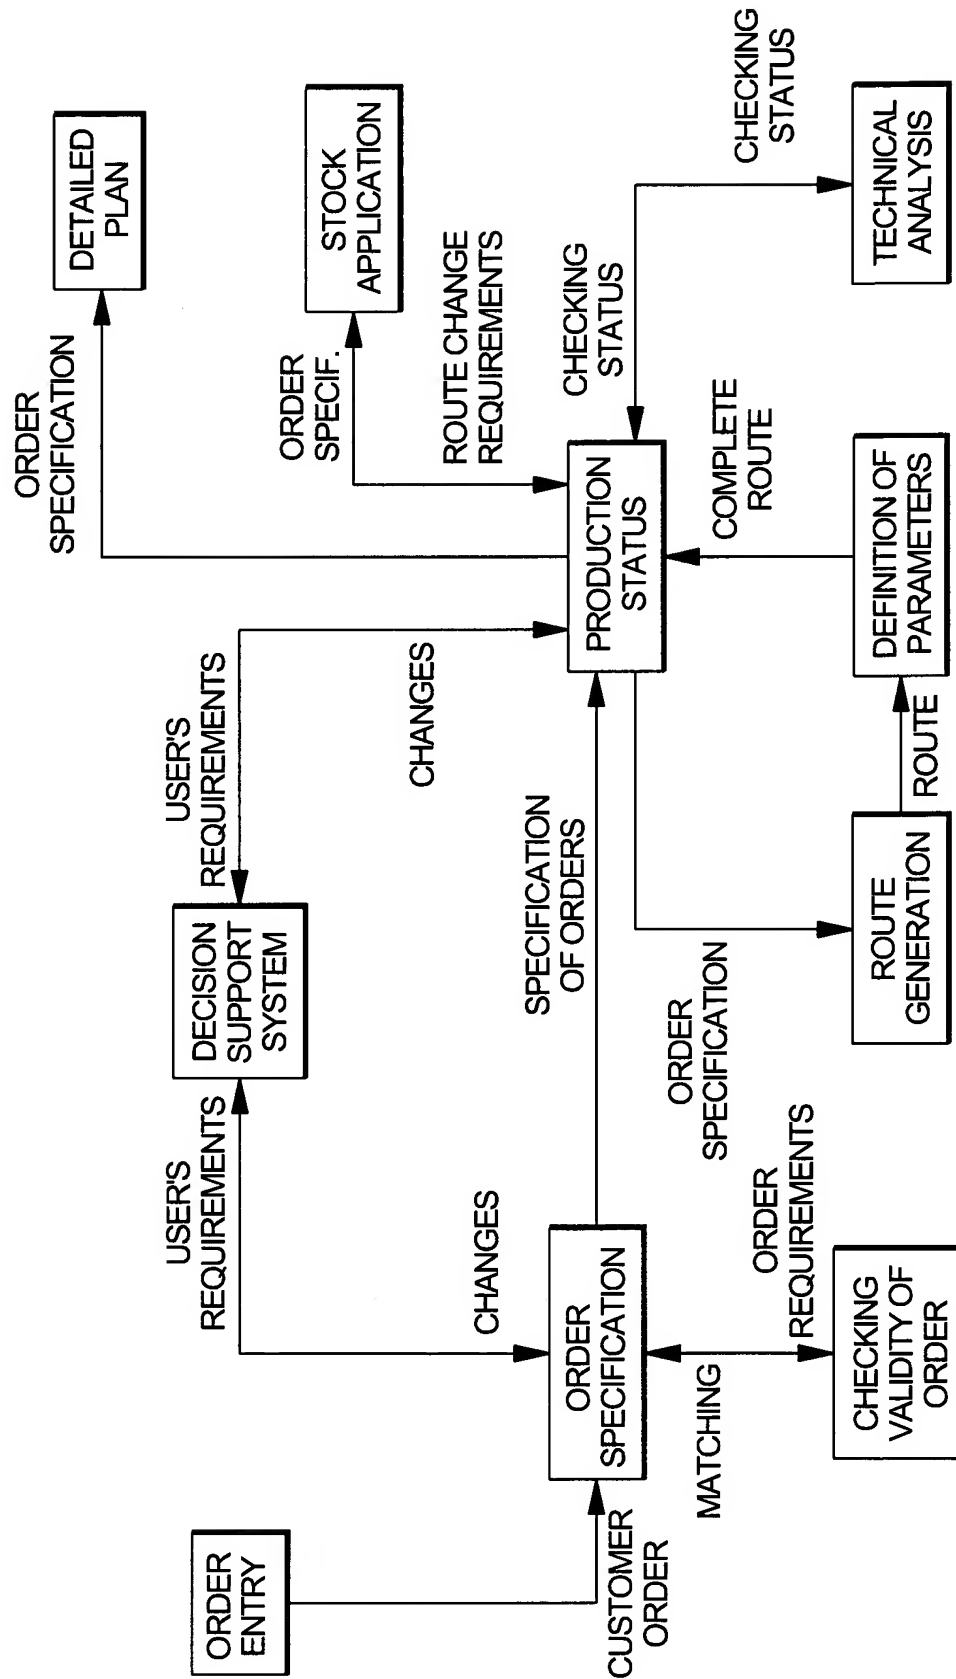 ORDER
ENTRY
CUSTOMER
ORDER
ORDER
SPECIFICATION
MATCHING
ORDER
REQUIREMENTS
CHECKING
VALIDITY OF
ORDER
USER'S
REQUIREMENTS
CHANGES
DECISION
SUPPORT
SYSTEM
USER'S
REQUIREMENTS
CHANGES
SPECIFICATION
OF ORDERS
ORDER
SPECIFICATION
ROUTE
GENERATION
ROUTE
DEFINITION OF
PARAMETERS
COMPLETE
ROUTE
PRODUCTION
STATUS
ORDER
SPECIFICATION
DETAILED
PLAN
ORDER
SPECIF.
STOCK
APPLICATION
ROUTE CHANGE
REQUIREMENTS
CHECKING
STATUS
CHECKING
STATUS
TECHNICAL
ANALYSIS